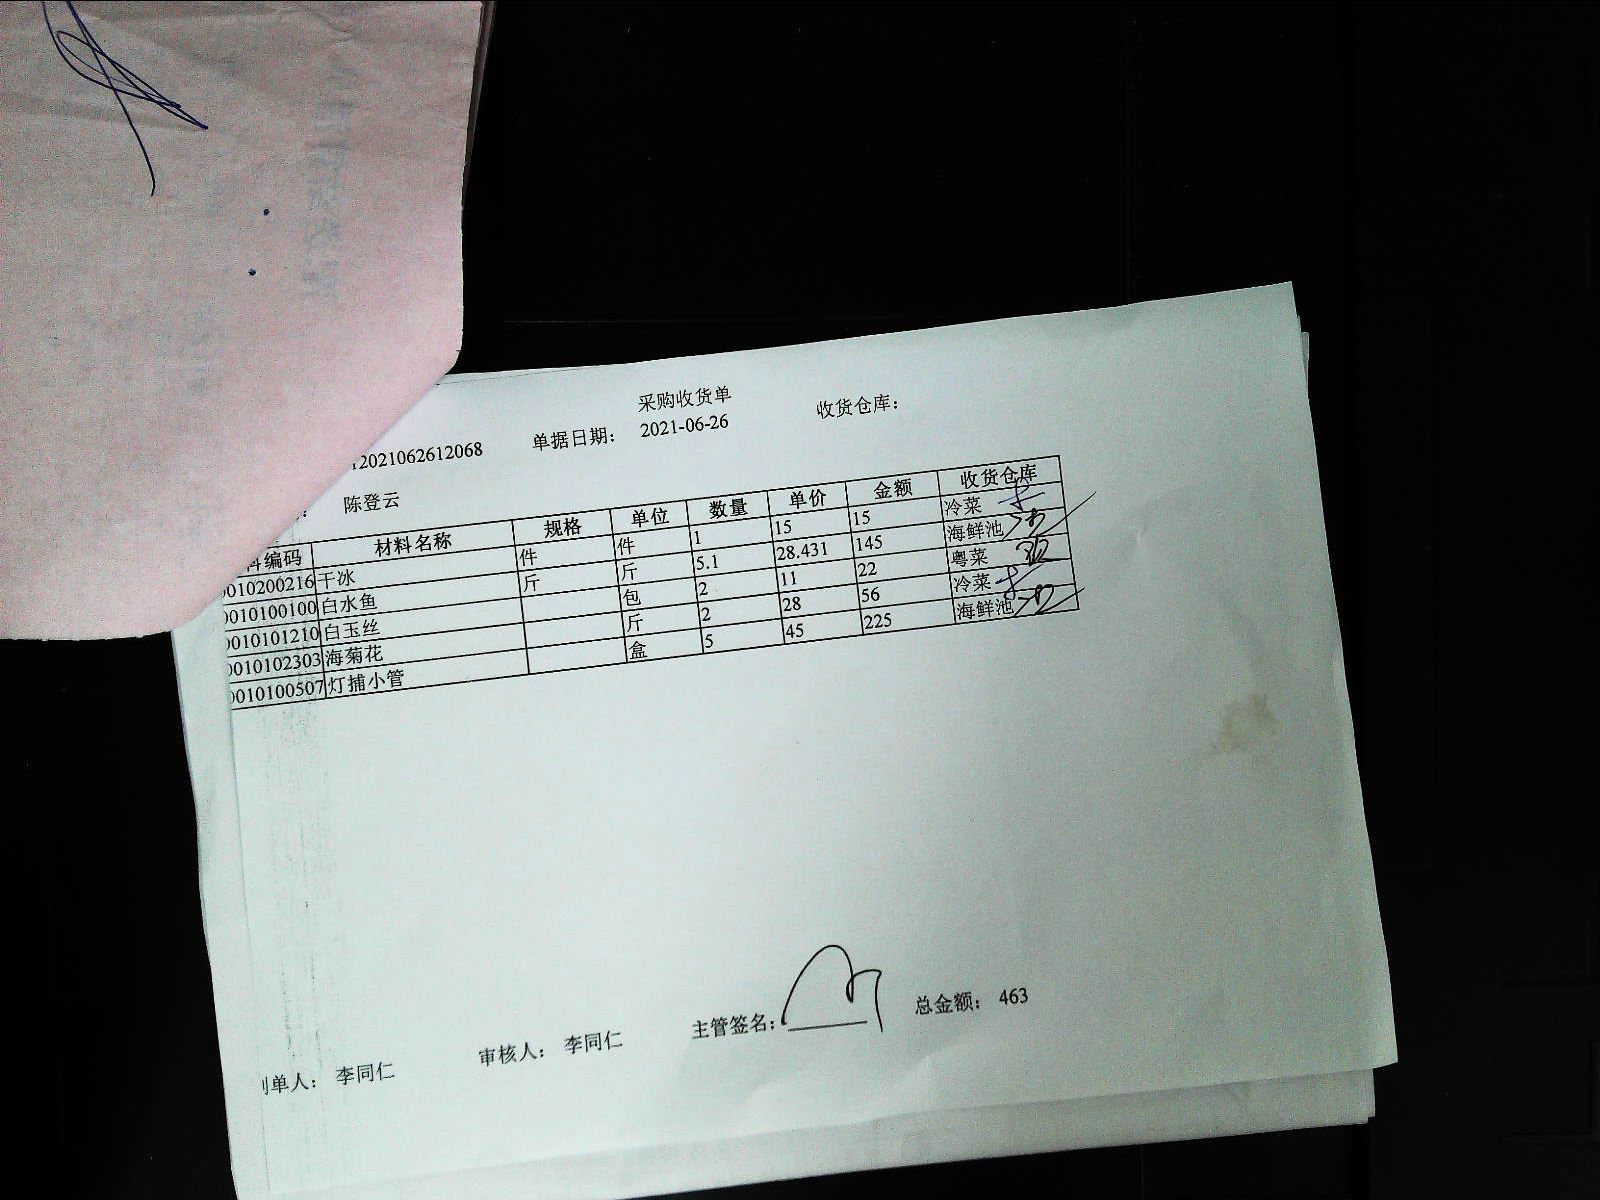 采购收货单
12021062612068 单据日期： 2021-06-26 收货仓库：
： 陈登云
料编码 材料名称 规格 单位 数量 单价 金额 收货仓库
0010200216 干冰 件 件 1 15 15 冷菜
0010100100 白水鱼 斤 斤 5.1 28.431 145 海鲜池
0010101210 白玉丝 包 2 11 22 粤菜
0010102303 海菊花 斤 2 28 56 冷菜
0010100507 灯捕小管 盒 5 45 225 海鲜池
制单人： 李同仁 审核人： 李同仁 主管签名： 总金额： 463